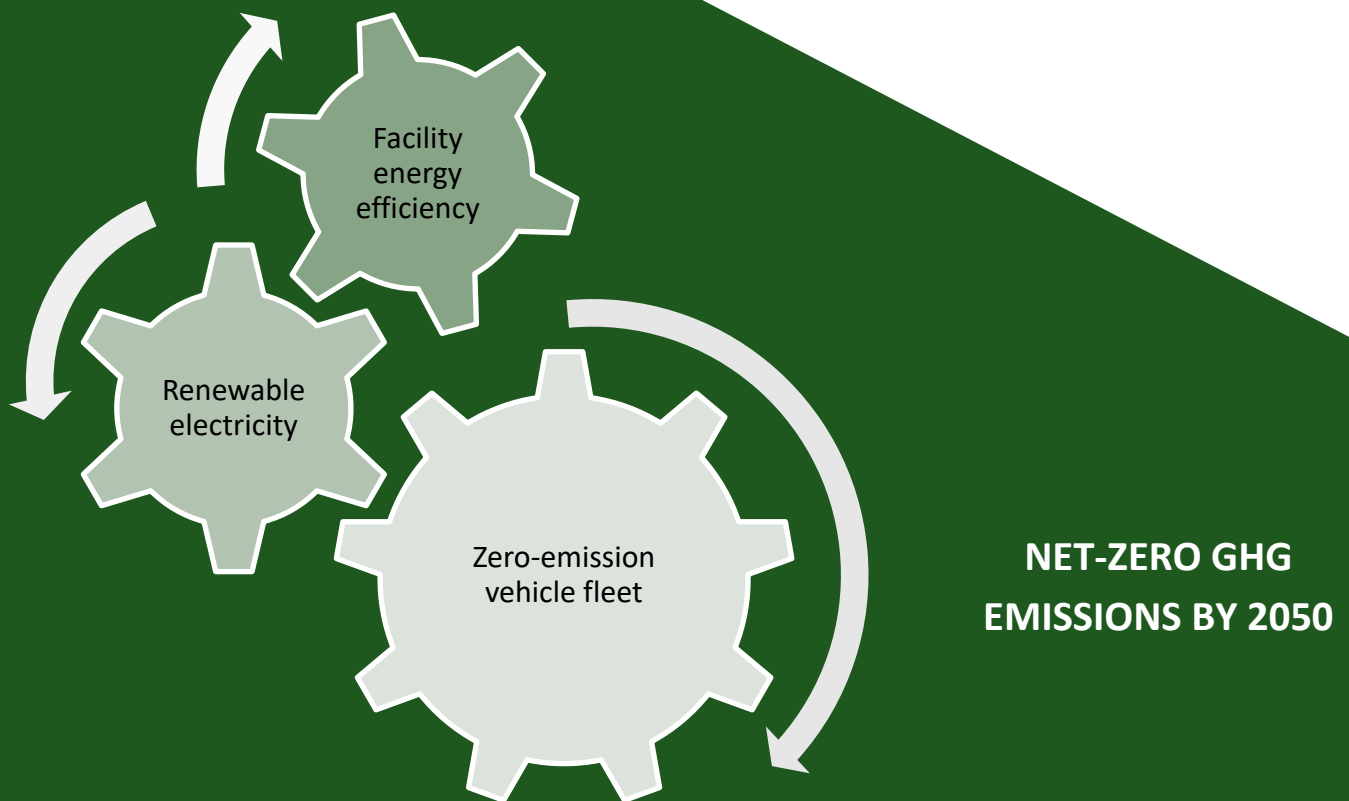 Facility
energy
efficiency
Renewable
electricity
Zero-emission
vehicle fleet
NET-ZERO GHG
EMISSIONS BY 2050